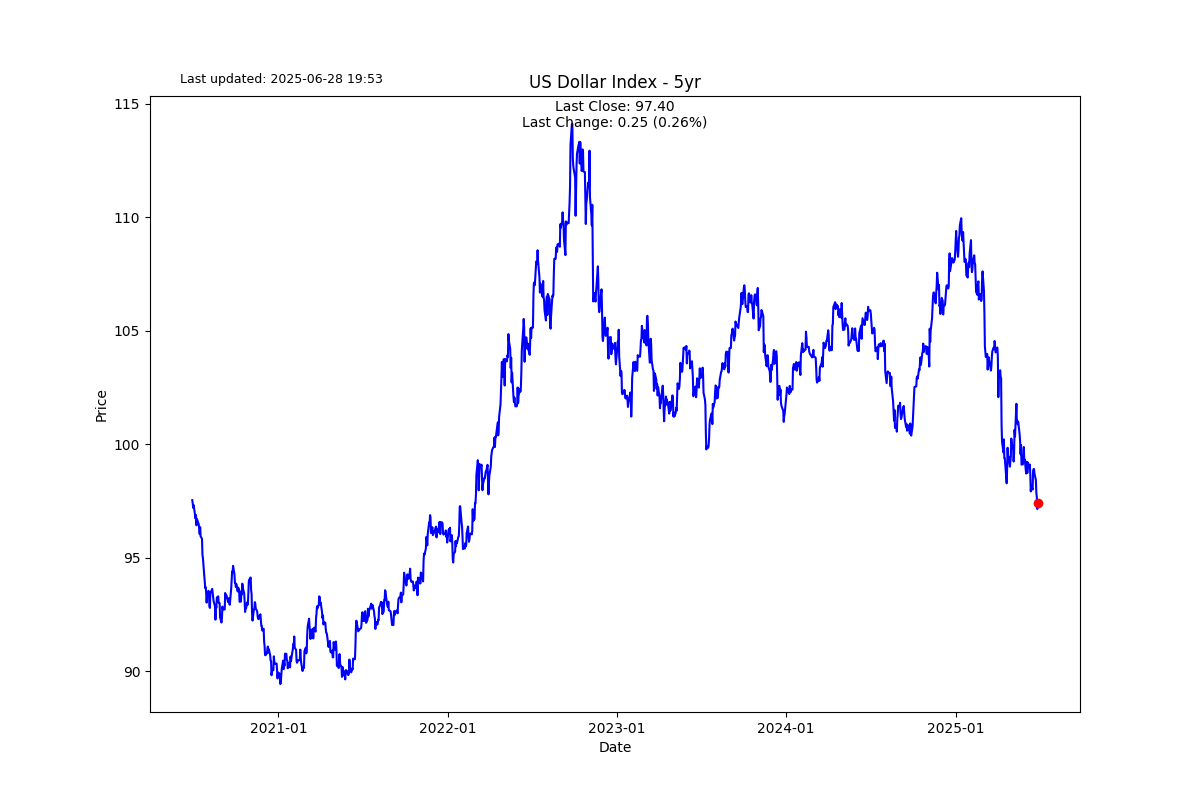 Last updated: 2025-06-28 19:53
US Dollar Index - 5yr
Last Close: 97.40
Last Change: 0.25 (0.26%)
Price
115
110
105
100
95
90
2021-01
2022-01
2023-01
2024-01
2025-01
Date